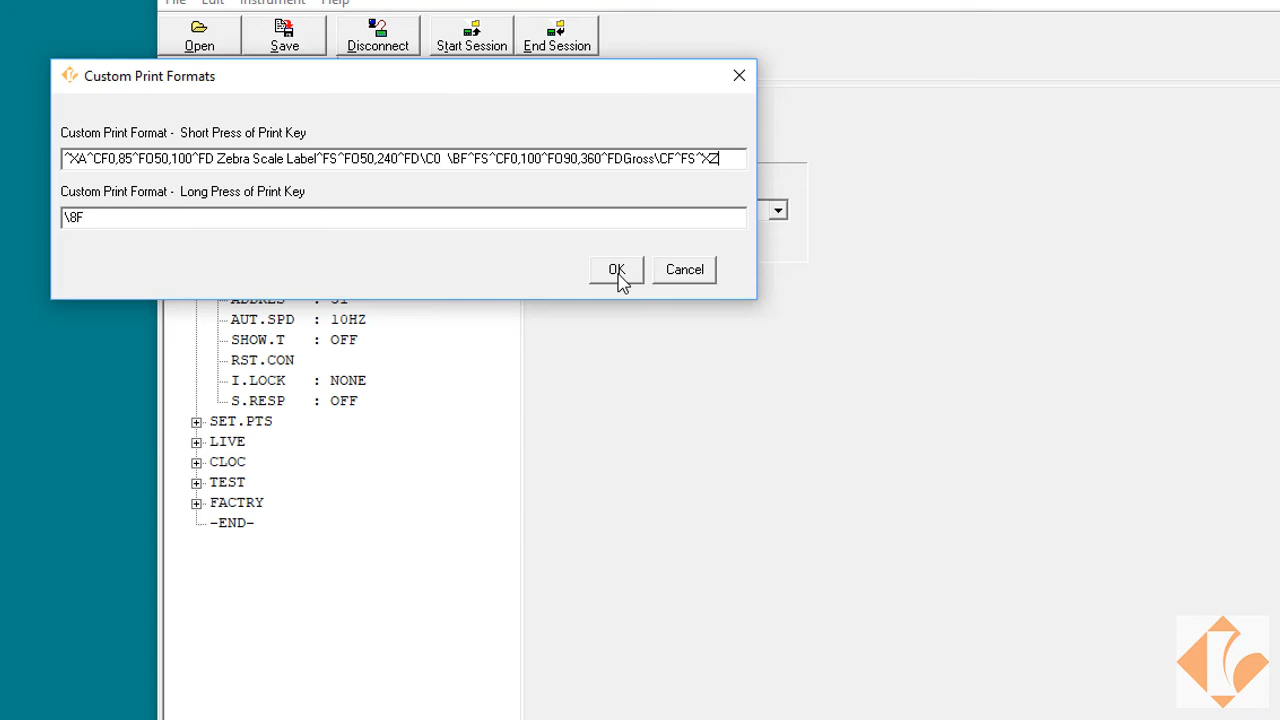 File Edit Instrument Help
Open Save Disconnect Start Session End Session
Custom Print Formats
Custom Print Format - Short Press of Print Key
^XA^CF0,85^FO50,100^FD Zebra Scale Label^FS^FO50,240^FD\C0 \BF^FS^CF0,100^FO90,360^FDGross\CF^FS^XZ
Custom Print Format - Long Press of Print Key
\8F
OK Cancel
AUT.SPD : 10HZ
SHOW.T : OFF
RST.CON
I.LOCK : NONE
S.RESP : OFF
SET.PTS
LIVE
CLOC
TEST
FACTRY
-END-